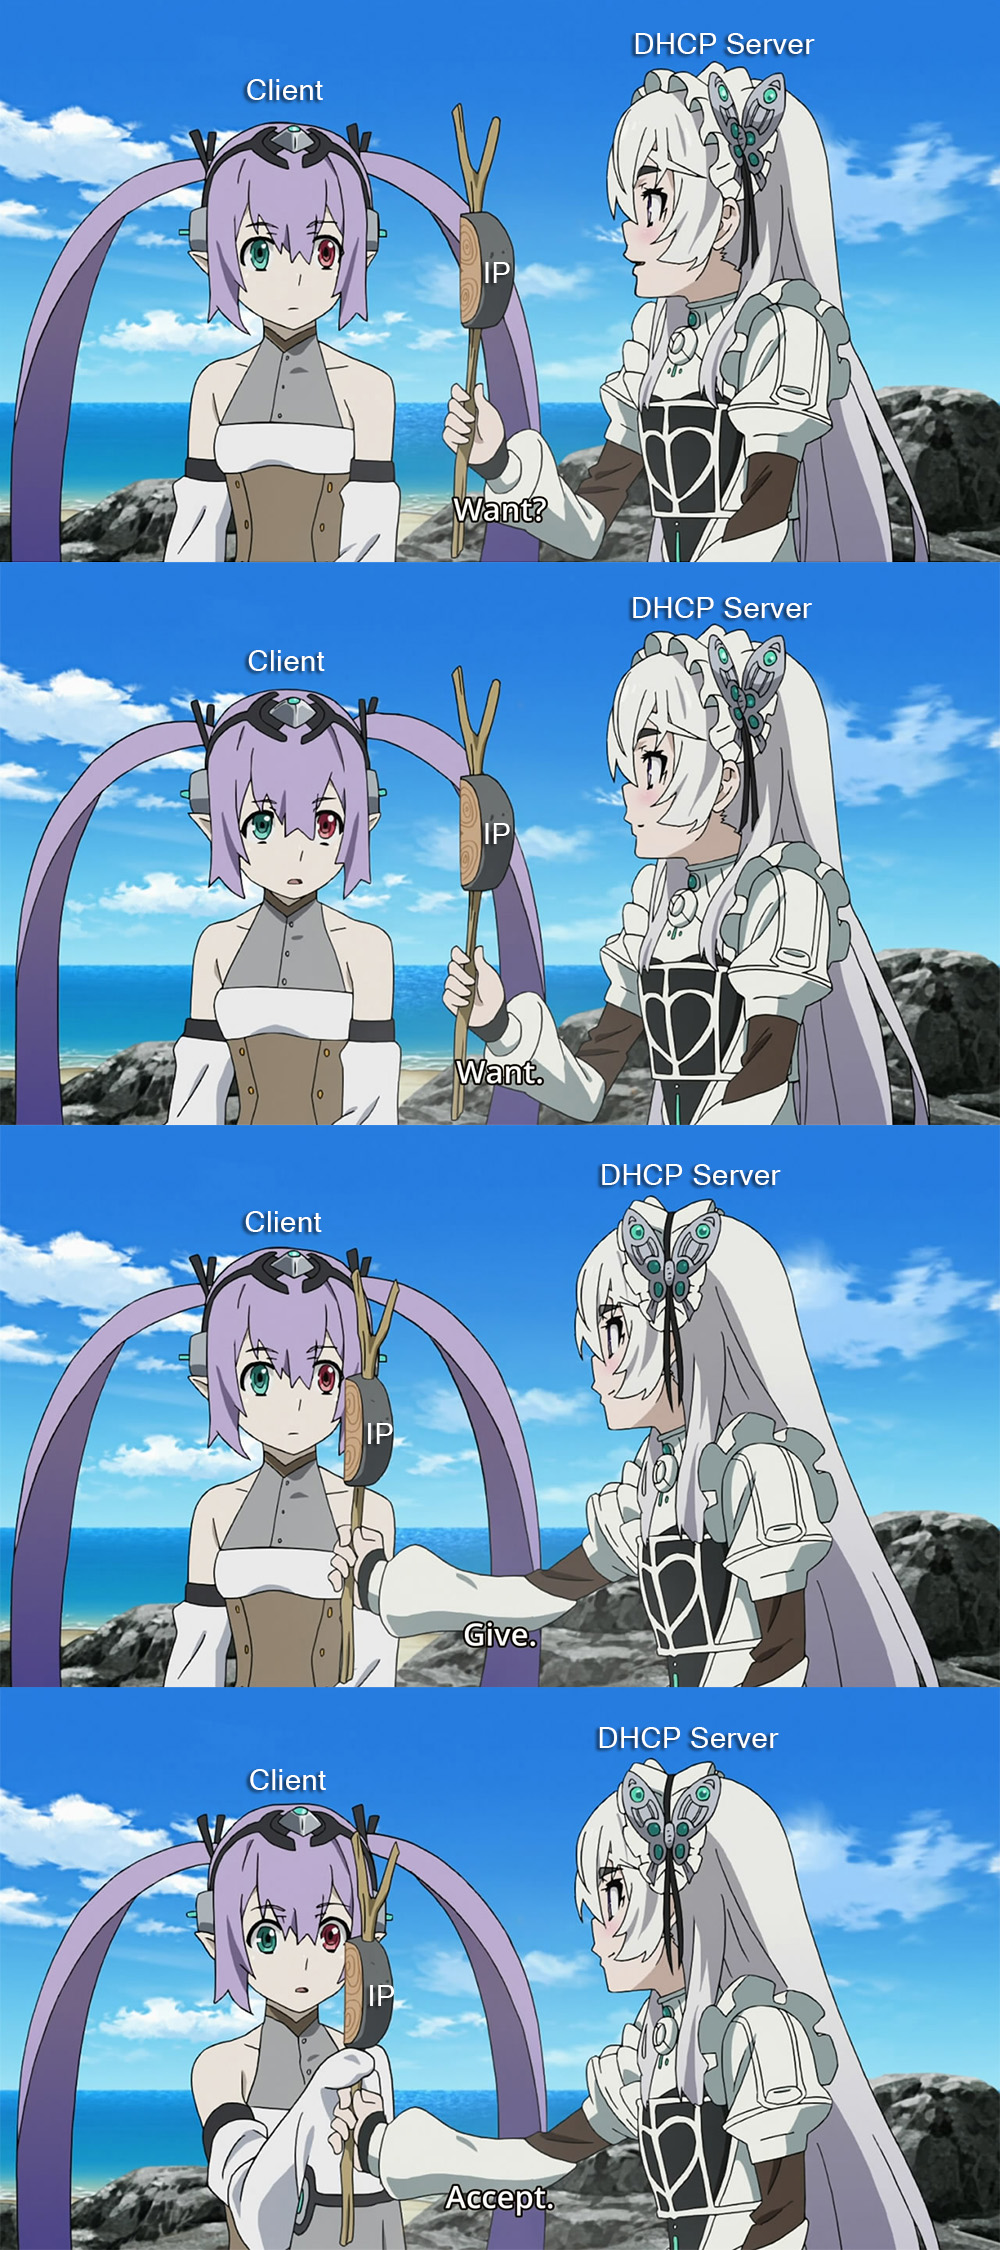 DHCP Server
Client
IP
Want?
DHCP Server
Client
IP
Want.
DHCP Server
Client
IP
Give.
DHCP Server
Client
IP
Accept.